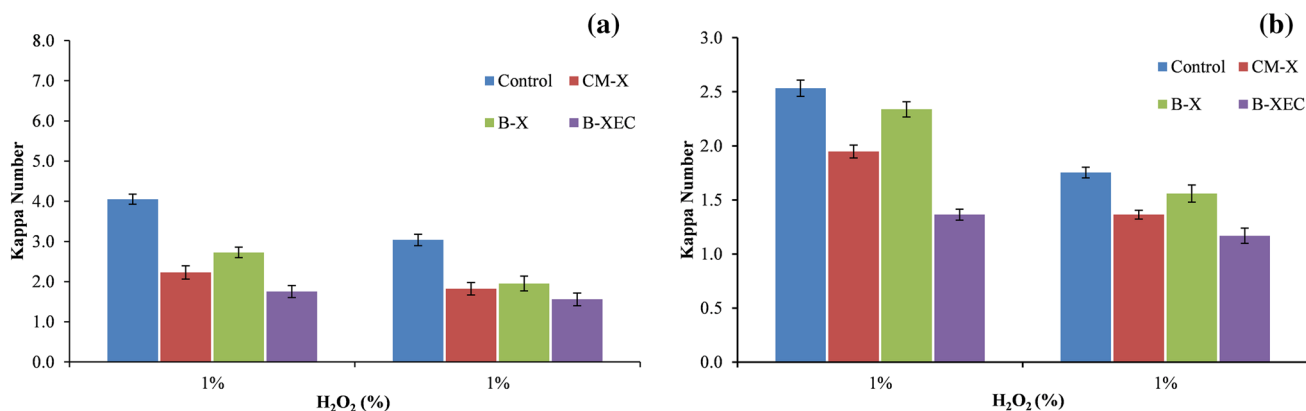 (a)
8.0
7.0
6.0
5.0
4.0
3.0
2.0
1.0
0.0
Kappa Number
Control CM-X
B-X B-XEC
1% 1%
H₂O₂ (%)
(b)
3.0
2.5
2.0
1.5
1.0
0.5
0.0
Kappa Number
Control CM-X
B-X B-XEC
1% 1%
H₂O₂ (%)